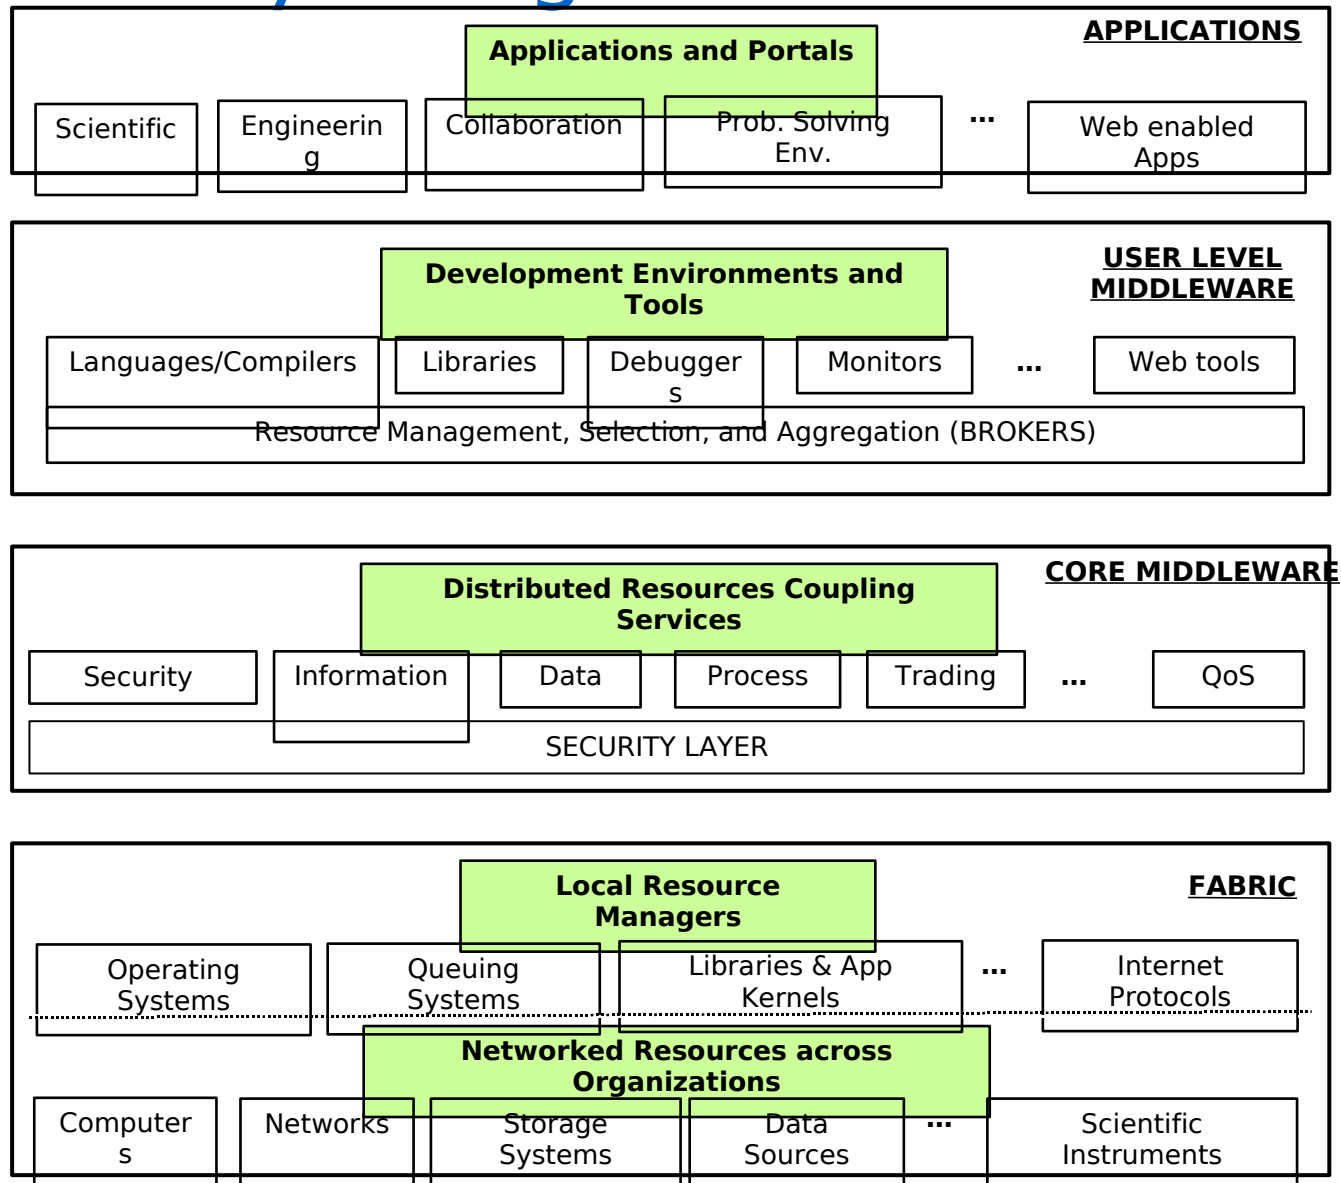 APPLICATIONS
Applications and Portals
Scientific
Engineerin
g
Collaboration
Prob. Solving
Env.
…
Web enabled
Apps
USER LEVEL
MIDDLEWARE
Development Environments and
Tools
Languages/Compilers
Libraries
Debugger
s
Monitors
…
Web tools
Resource Management, Selection, and Aggregation (BROKERS)
CORE MIDDLEWARE
Distributed Resources Coupling
Services
Security
Information
Data
Process
Trading
…
QoS
SECURITY LAYER
FABRIC
Local Resource
Managers
Operating
Systems
Queuing
Systems
Libraries & App
Kernels
…
Internet
Protocols
Networked Resources across
Organizations
Computer
s
Networks
Storage
Systems
Data
Sources
…
Scientific
Instruments